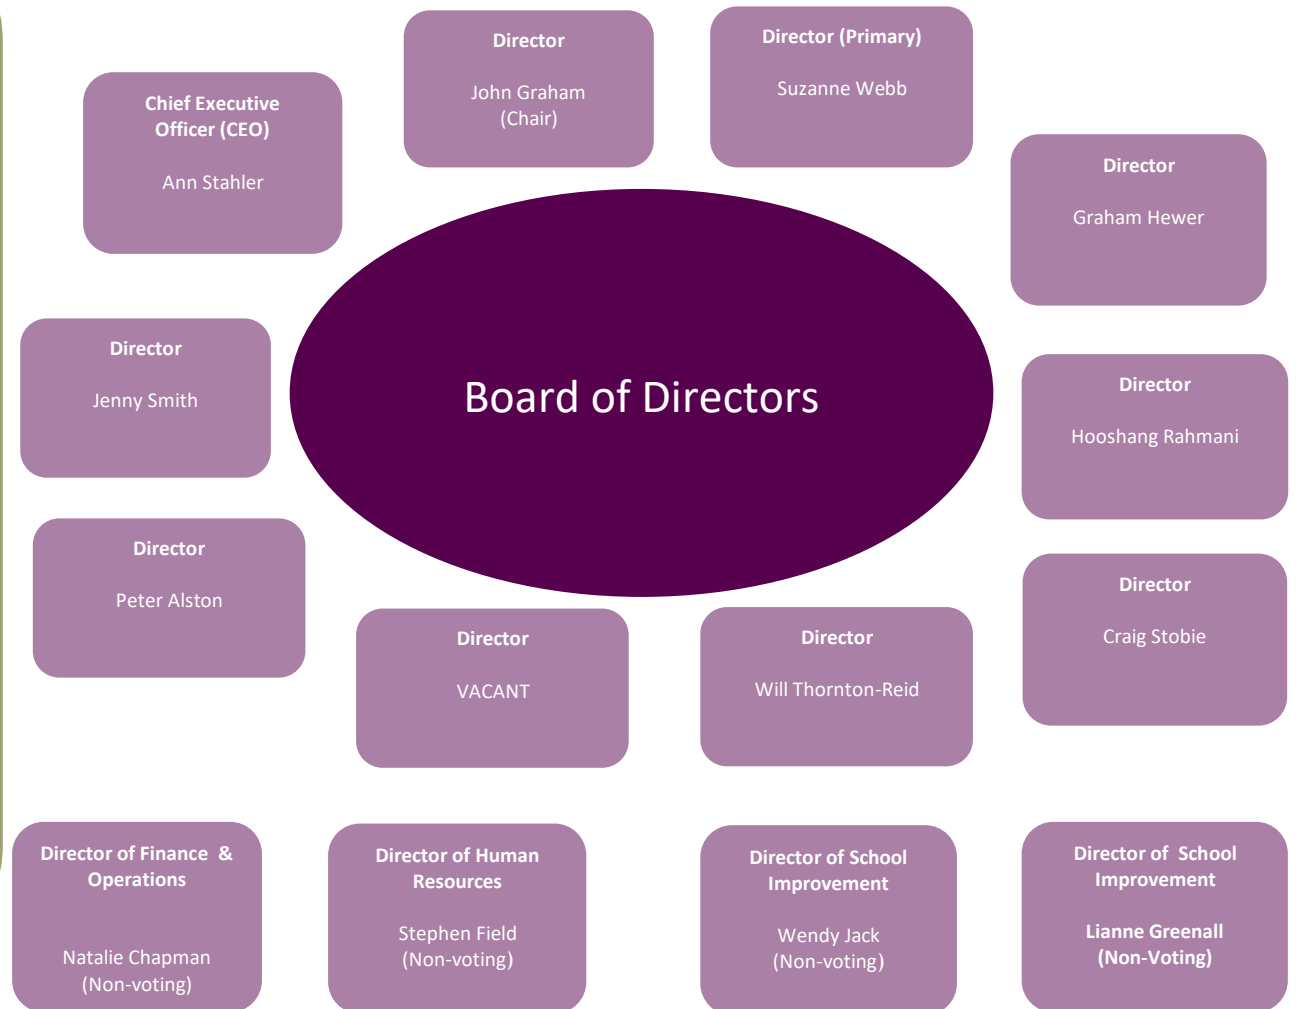 Director
John Graham
(Chair)
Director (Primary)
Suzanne Webb
Chief Executive
Officer (CEO)
Ann Stahler
Director
Graham Hewer
Board of Directors
Director
Jenny Smith
Director
Hooshang Rahmani
Director
Peter Alston
Director
Craig Stobie
Director
VACANT
Director
Will Thornton-Reid
Director of Finance  &
Operations
Natalie Chapman
(Non-voting)
Director of Human
Resources
Stephen Field
(Non-voting)
Director of School
Improvement
Wendy Jack
(Non-voting)
Director of  School
Improvement
Lianne Greenall
(Non-Voting)